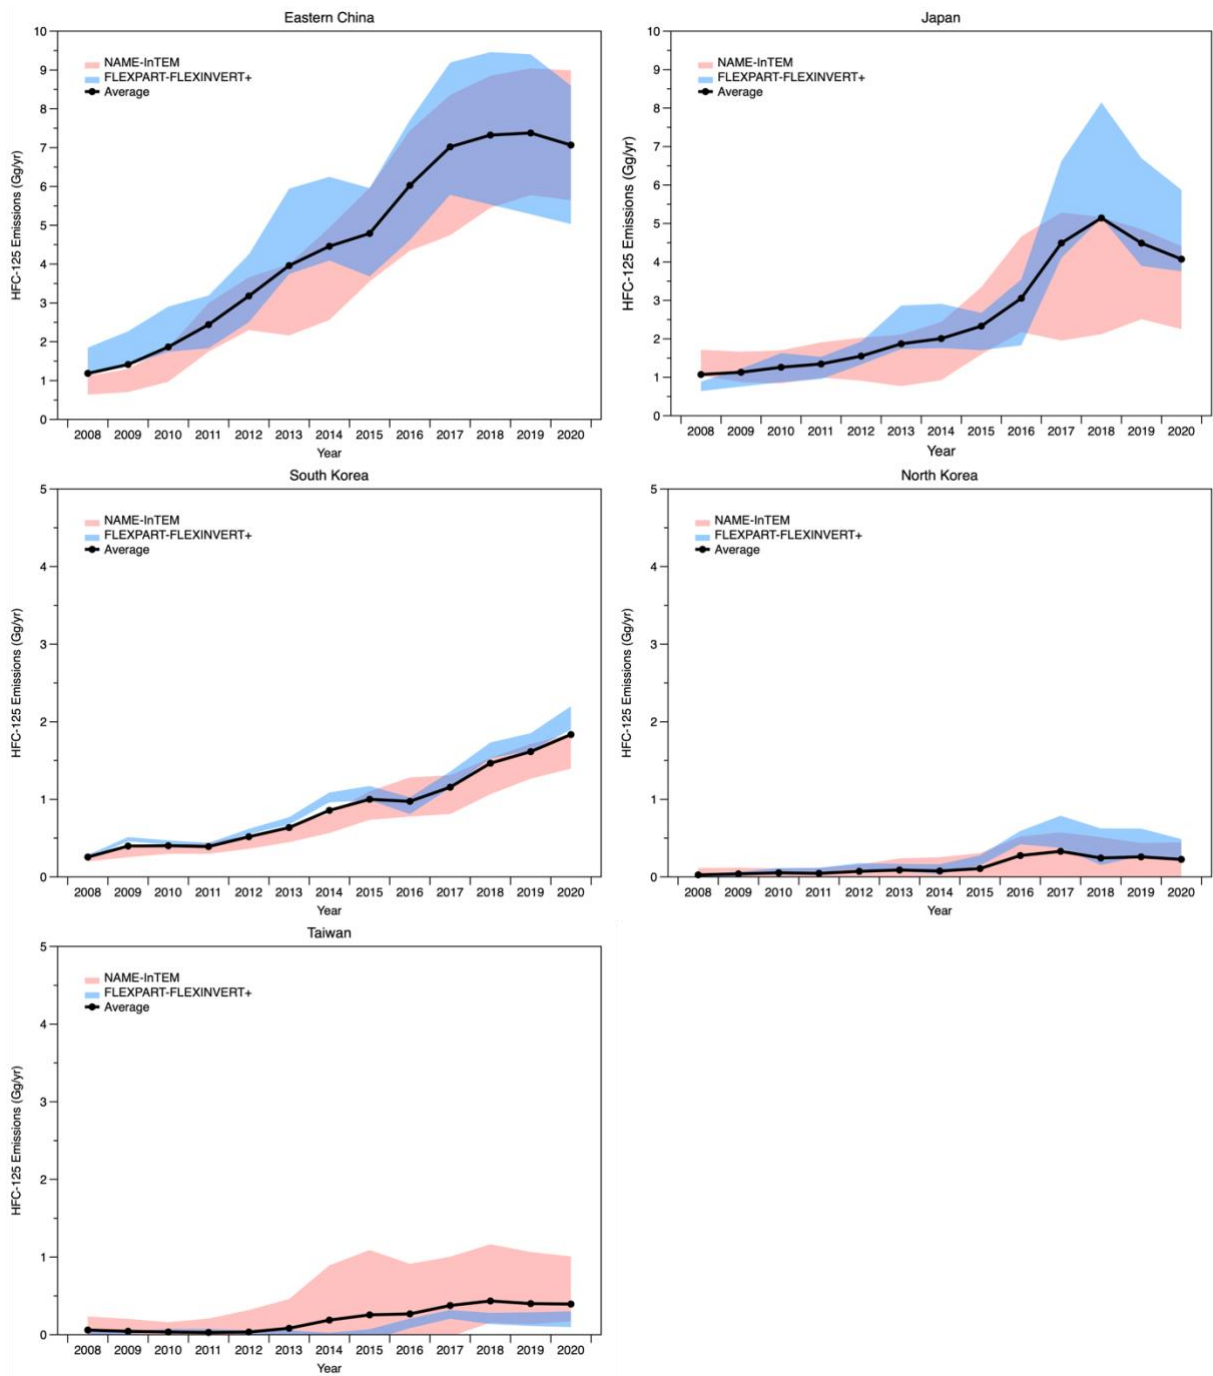 Eastern China
10
9
8
7
6
5
4
3
2
1
0
HFC-125 Emissions (Gg/yr)
NAME-InTEM
FLEXPART-FLEXINVERT+
Average
2008 2009 2010 2011 2012 2013 2014 2015 2016 2017 2018 2019 2020
Year
Japan
10
9
8
7
6
5
4
3
2
1
0
HFC-125 Emissions (Gg/yr)
NAME-InTEM
FLEXPART-FLEXINVERT+
Average
2008 2009 2010 2011 2012 2013 2014 2015 2016 2017 2018 2019 2020
Year
South Korea
5
4
3
2
1
0
HFC-125 Emissions (Gg/yr)
NAME-InTEM
FLEXPART-FLEXINVERT+
Average
2008 2009 2010 2011 2012 2013 2014 2015 2016 2017 2018 2019 2020
Year
North Korea
5
4
3
2
1
0
HFC-125 Emissions (Gg/yr)
NAME-InTEM
FLEXPART-FLEXINVERT+
Average
2008 2009 2010 2011 2012 2013 2014 2015 2016 2017 2018 2019 2020
Year
Taiwan
5
4
3
2
1
0
HFC-125 Emissions (Gg/yr)
NAME-InTEM
FLEXPART-FLEXINVERT+
Average
2008 2009 2010 2011 2012 2013 2014 2015 2016 2017 2018 2019 2020
Year